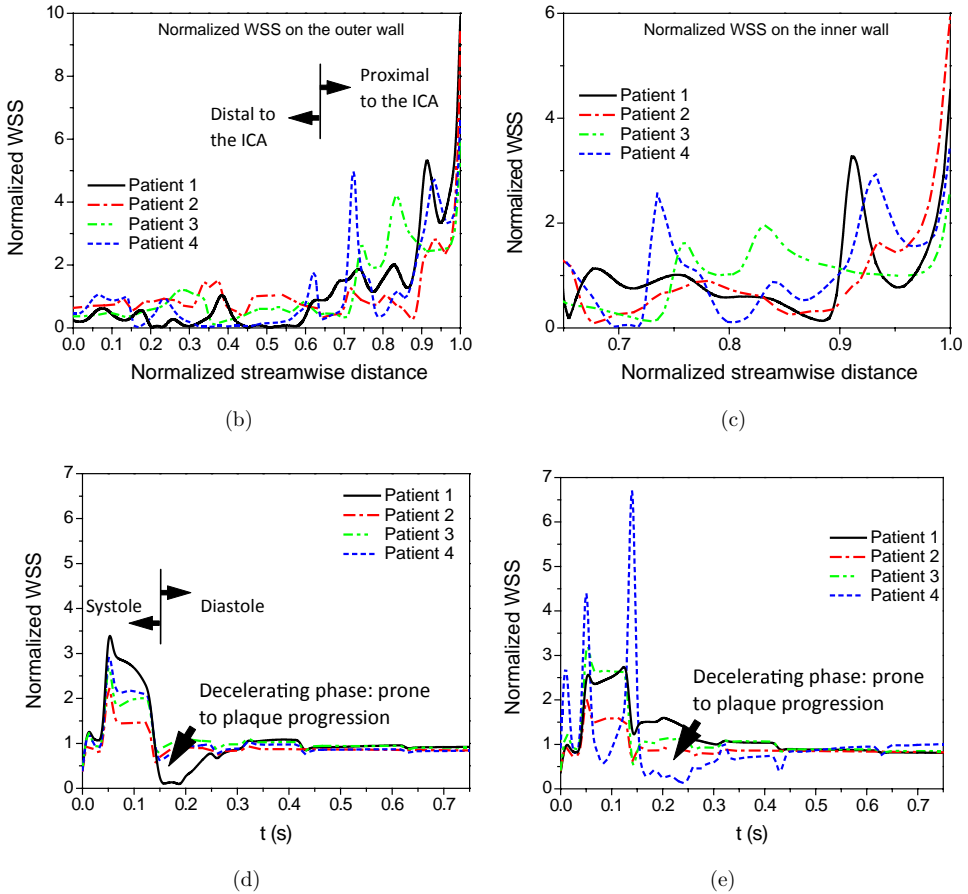 Normalized WSS on the outer wall
Proximal
to the ICA
Distal to
the ICA
Patient 1
Patient 2
Patient 3
Patient 4
Normalized WSS
10
8
6
4
2
0
0.0 0.1 0.2 0.3 0.4 0.5 0.6 0.7 0.8 0.9 1.0
Normalized streamwise distance
(b)
Normalized WSS on the inner wall
Patient 1
Patient 2
Patient 3
Patient 4
Normalized WSS
6
4
2
0
0.7 0.8 0.9 1.0
Normalized streamwise distance
(c)
Patient 1
Patient 2
Patient 3
Patient 4
Systole
Diastole
Decelerating phase: prone
to plaque progression
Normalized WSS
7
6
5
4
3
2
1
0
0.0 0.1 0.2 0.3 0.4 0.5 0.6 0.7
t (s)
(d)
Patient 1
Patient 2
Patient 3
Patient 4
Decelerating phase: prone
to plaque progression
Normalized WSS
7
6
5
4
3
2
1
0
0.0 0.1 0.2 0.3 0.4 0.5 0.6 0.7
t (s)
(e)